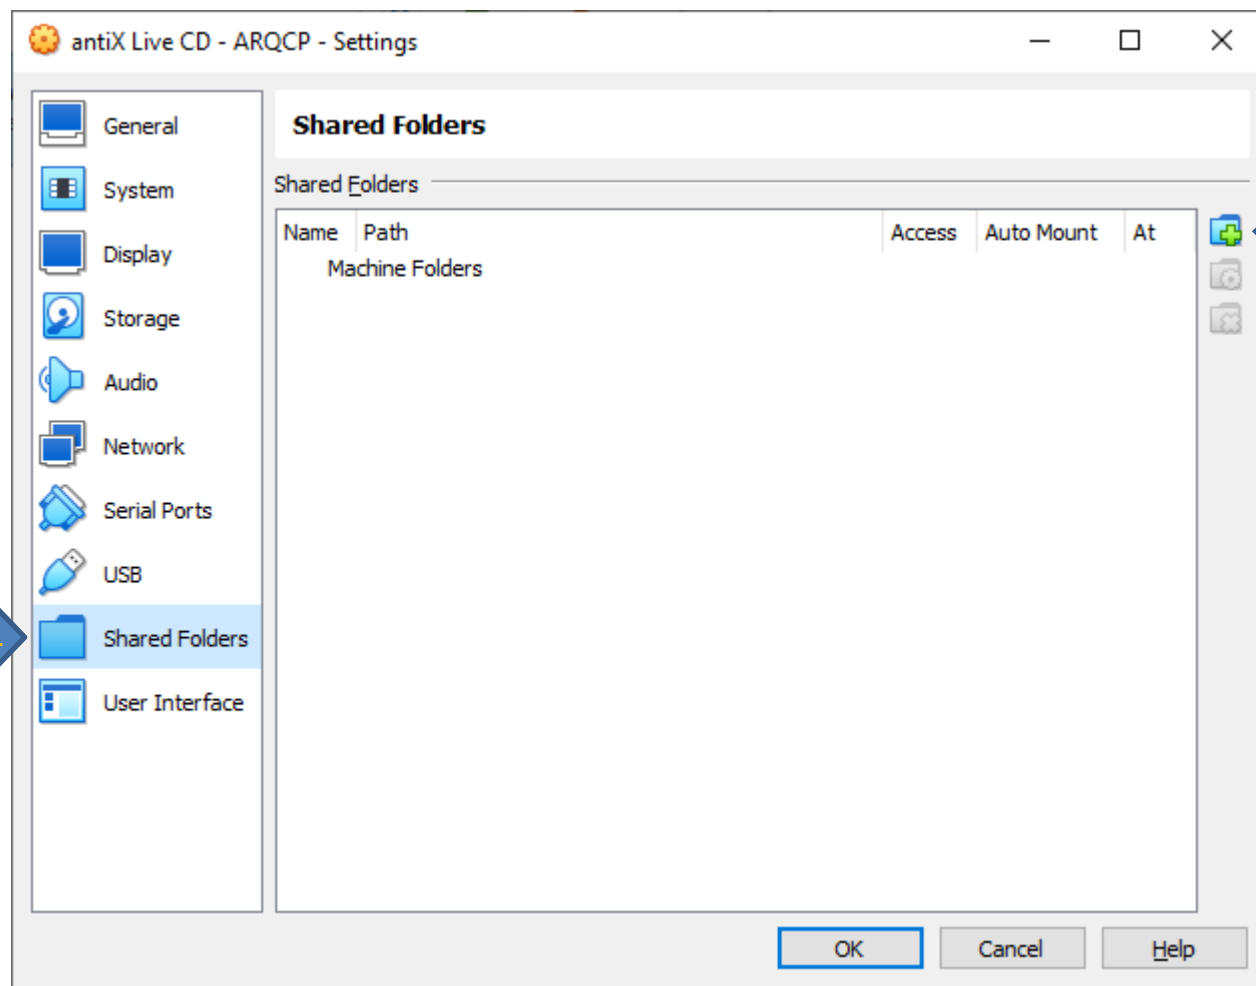 antiX Live CD - ARQCP - Settings
General
System
Display
Storage
Audio
Network
Serial Ports
USB
Shared Folders
User Interface
Shared Folders
Shared Folders
Name Path Access Auto Mount At
Machine Folders
OK Cancel Help